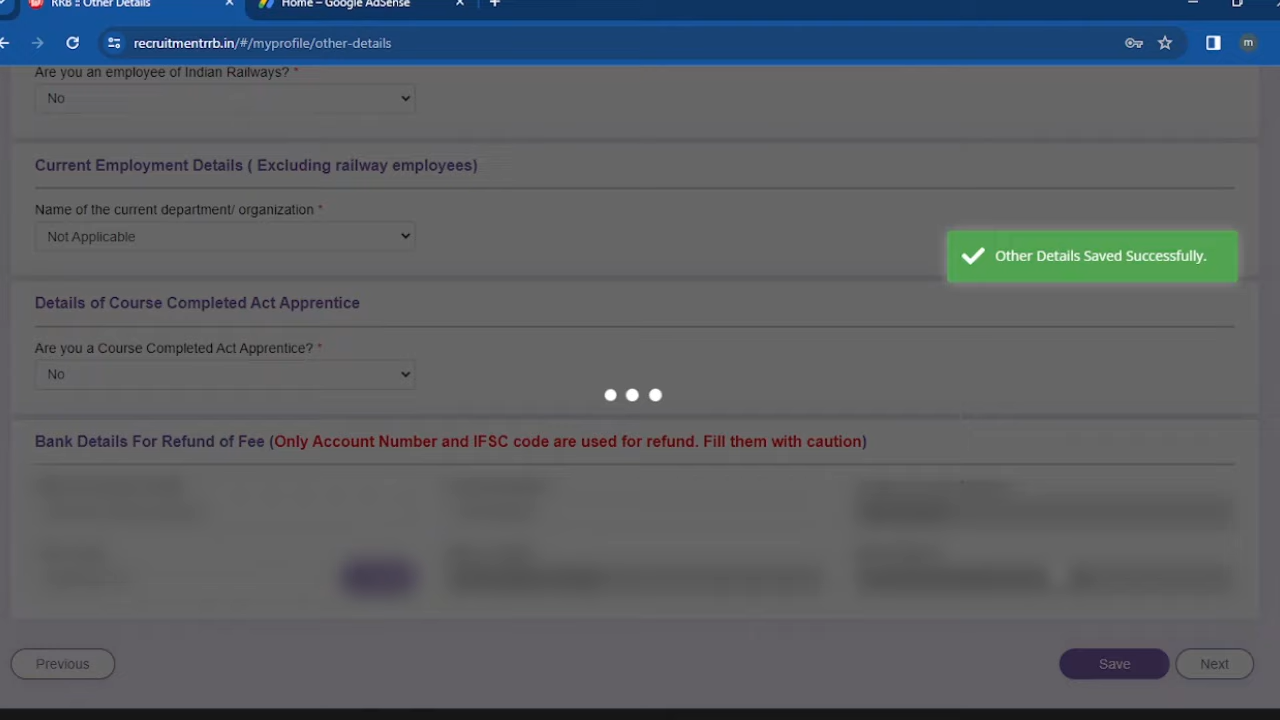 RRB :: Other Details
Home – Google AdSense
recruitmentrrb.in/#/myprofile/other-details
m
Are you an employee of Indian Railways? *
No
Current Employment Details ( Excluding railway employees)
Name of the current department/ organization *
Not Applicable
Other Details Saved Successfully.
Details of Course Completed Act Apprentice
Are you a Course Completed Act Apprentice? *
No
Bank Details For Refund of Fee (Only Account Number and IFSC code are used for refund. Fill them with caution)
Previous
Save
Next